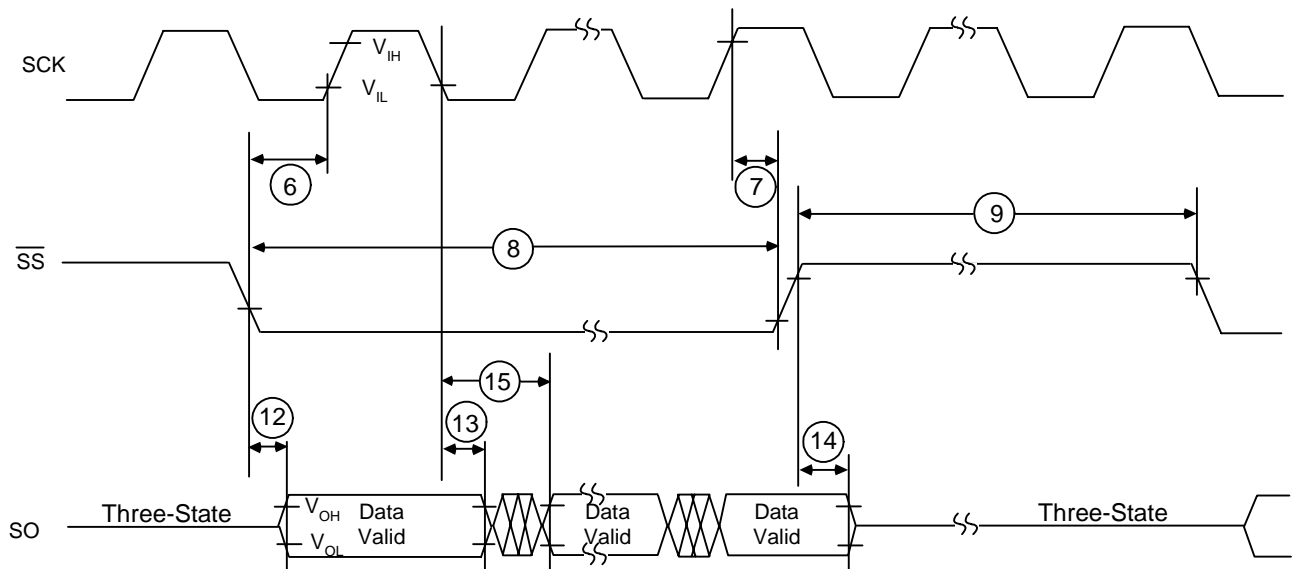 SCK
V_IH
V_IL
6
7
9
8
SS
15
12
13
14
Three-State
V_OH
V_OL
Data
Valid
Data
Valid
Data
Valid
Three-State
SO